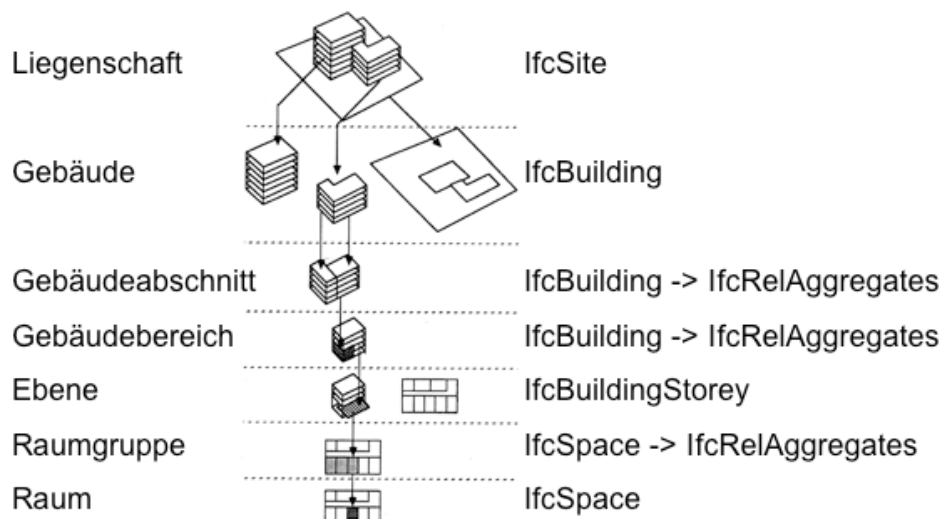 Liegenschaft IfcSite
Gebäude IfcBuilding
Gebäudeabschnitt IfcBuilding -> IfcRelAggregates
Gebäudebereich IfcBuilding -> IfcRelAggregates
Ebene IfcBuildingStorey
Raumgruppe IfcSpace -> IfcRelAggregates
Raum IfcSpace